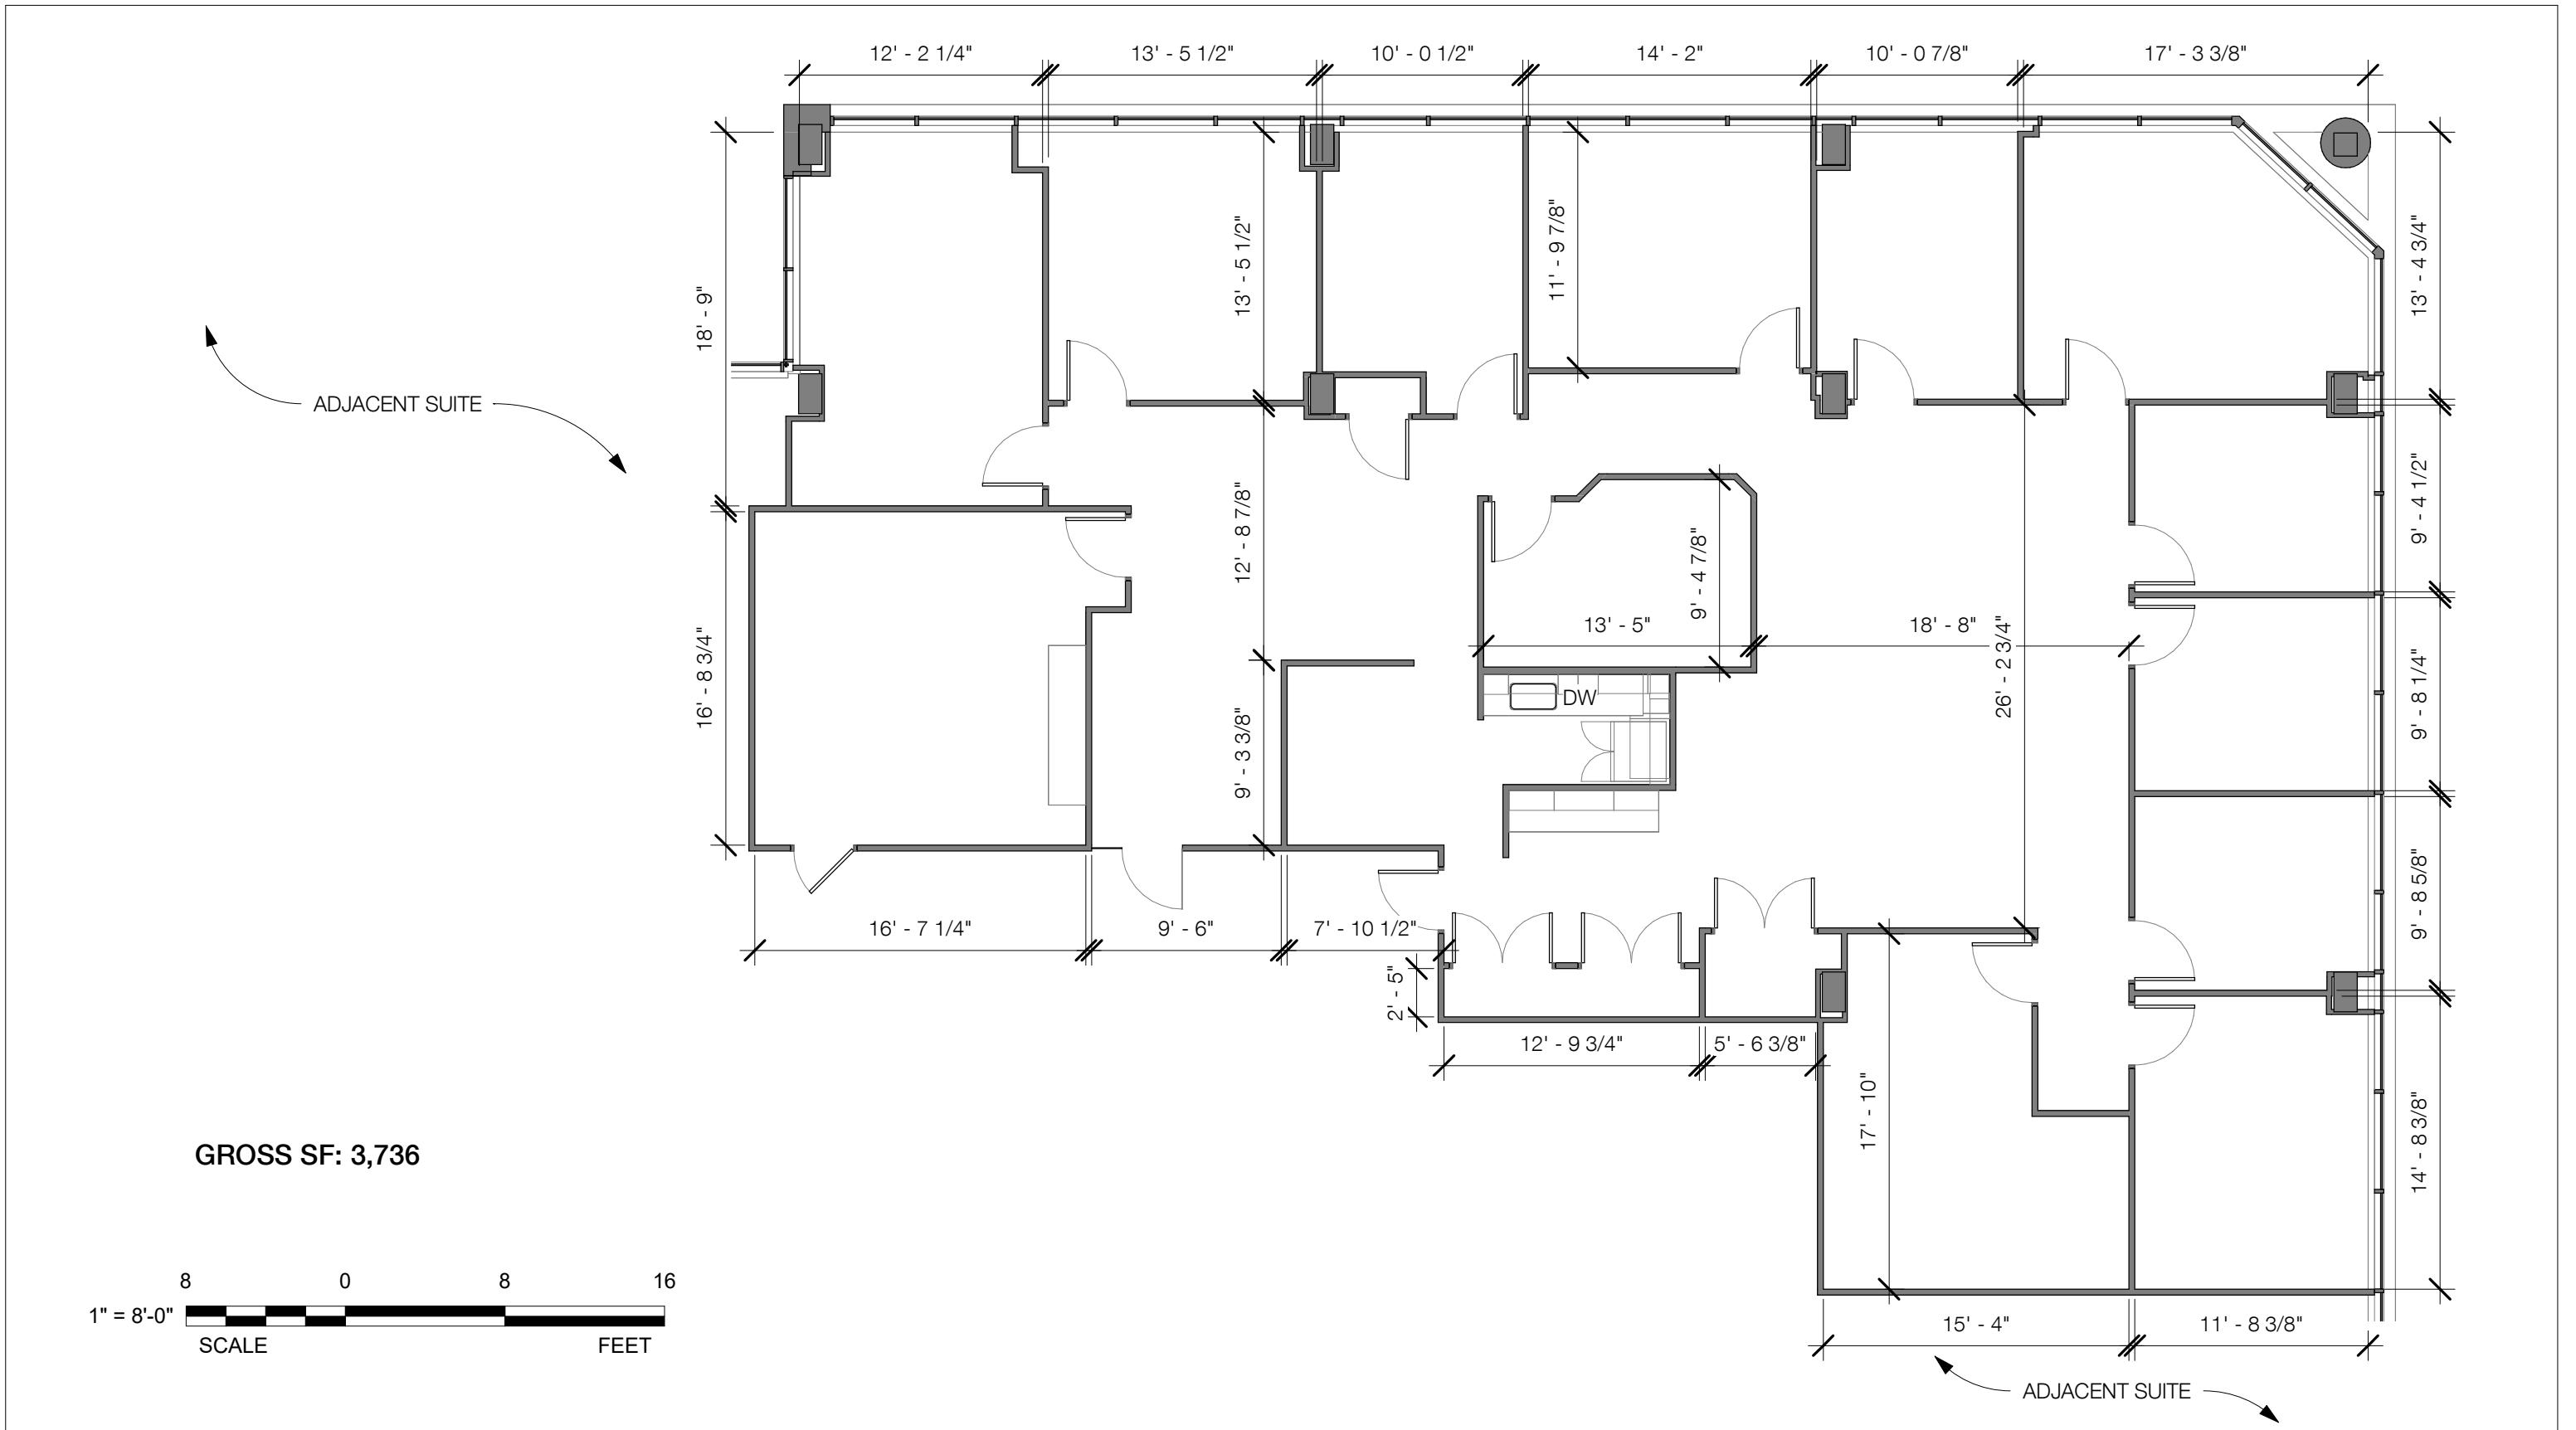 12' - 2 1/4"
13' - 5 1/2"
10' - 0 1/2"
14' - 2"
10' - 0 7/8"
17' - 3 3/8"
18' - 9"
13' - 5 1/2"
11' - 9 7/8"
13' - 4 3/4"
ADJACENT SUITE
12' - 8 7/8"
9' - 4 7/8"
9' - 4 1/2"
13' - 5"
18' - 8"
26' - 2 3/4"
16' - 8 3/4"
9' - 3 3/8"
DW
9' - 8 1/4"
9' - 8 5/8"
16' - 7 1/4"
9' - 6"
7' - 10 1/2"
2' - 5"
12' - 9 3/4"
5' - 6 3/8"
17' - 10"
14' - 8 3/8"
GROSS SF: 3,736
8 0 8 16
1" = 8'-0"
SCALE FEET
15' - 4"
11' - 8 3/8"
ADJACENT SUITE